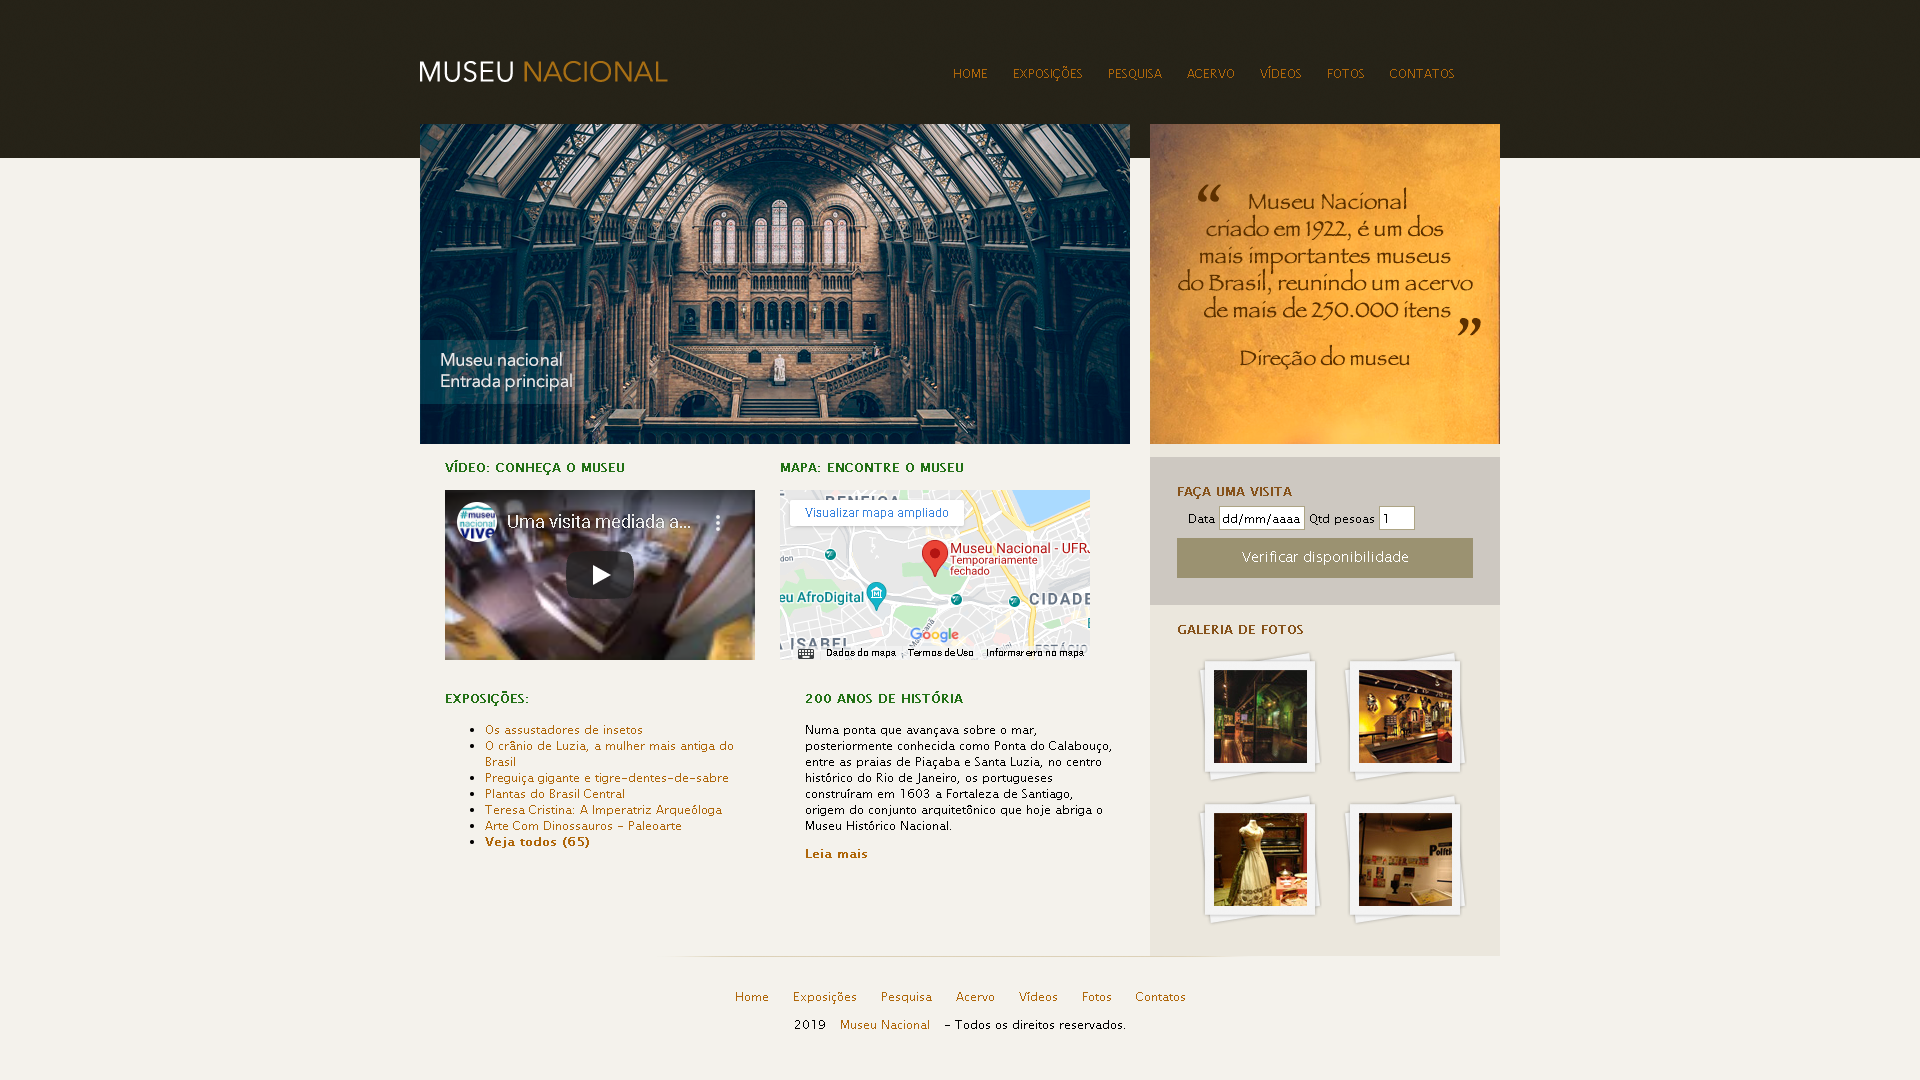 MUSEU NACIONAL
HOME EXPOSIÇÕES PESQUISA ACERVO VÍDEOS FOTOS CONTATOS
Museu nacional
Entrada principal
“ Museu Nacional
criado em 1922, é um dos
mais importantes museus
do Brasil, reunindo um acervo
de mais de 250.000 itens ”
Direção do museu
VÍDEO: CONHEÇA O MUSEU
#museu
nacional
vive
Uma visita mediada a...
MAPA: ENCONTRE O MUSEU
BENFICA
Visualizar mapa ampliado
Museu Nacional - UFRJ
Temporariamente
fechado
eu AfroDigital
CIDADE
ISABEL
Google
Dados do mapa Termos de Uso Informar erro no mapa
FAÇA UMA VISITA
Data dd/mm/aaaa Qtd pesoas 1
Verificar disponibilidade
GALERIA DE FOTOS
EXPOSIÇÕES:
Os assustadores de insetos
O crânio de Luzia, a mulher mais antiga do
Brasil
Preguiça gigante e tigre-dentes-de-sabre
Plantas do Brasil Central
Teresa Cristina: A Imperatriz Arqueóloga
Arte Com Dinossauros - Paleoarte
Veja todos (65)
200 ANOS DE HISTÓRIA
Numa ponta que avançava sobre o mar,
posteriormente conhecida como Ponta do Calabouço,
entre as praias de Piaçaba e Santa Luzia, no centro
histórico do Rio de Janeiro, os portugueses
construíram em 1603 a Fortaleza de Santiago,
origem do conjunto arquitetônico que hoje abriga o
Museu Histórico Nacional.
Leia mais
Home Exposições Pesquisa Acervo Vídeos Fotos Contatos
2019 Museu Nacional - Todos os direitos reservados.